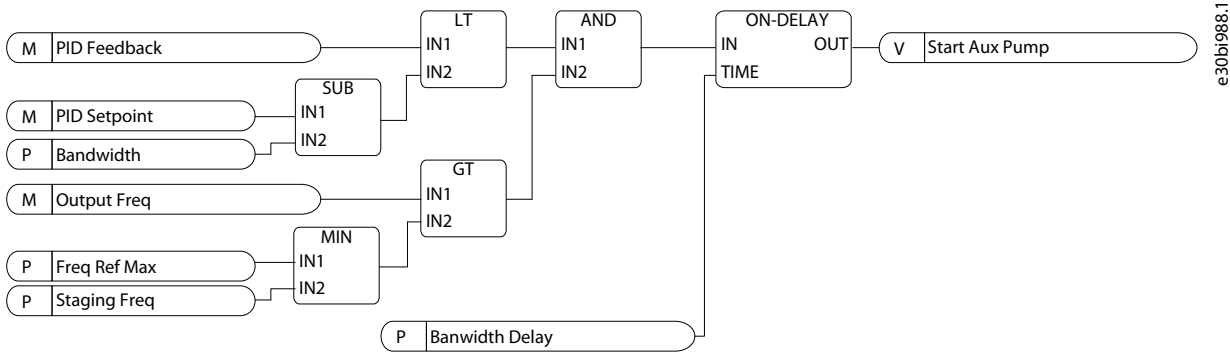 LT
AND
ON-DELAY
M PID Feedback
IN1
IN1
IN OUT
V Start Aux Pump
IN2
IN2
TIME
SUB
M PID Setpoint
IN1
P Bandwidth
IN2
GT
M Output Freq
IN1
IN2
MIN
P Freq Ref Max
IN1
P Staging Freq
IN2
P Banwidth Delay
e30bi988.1